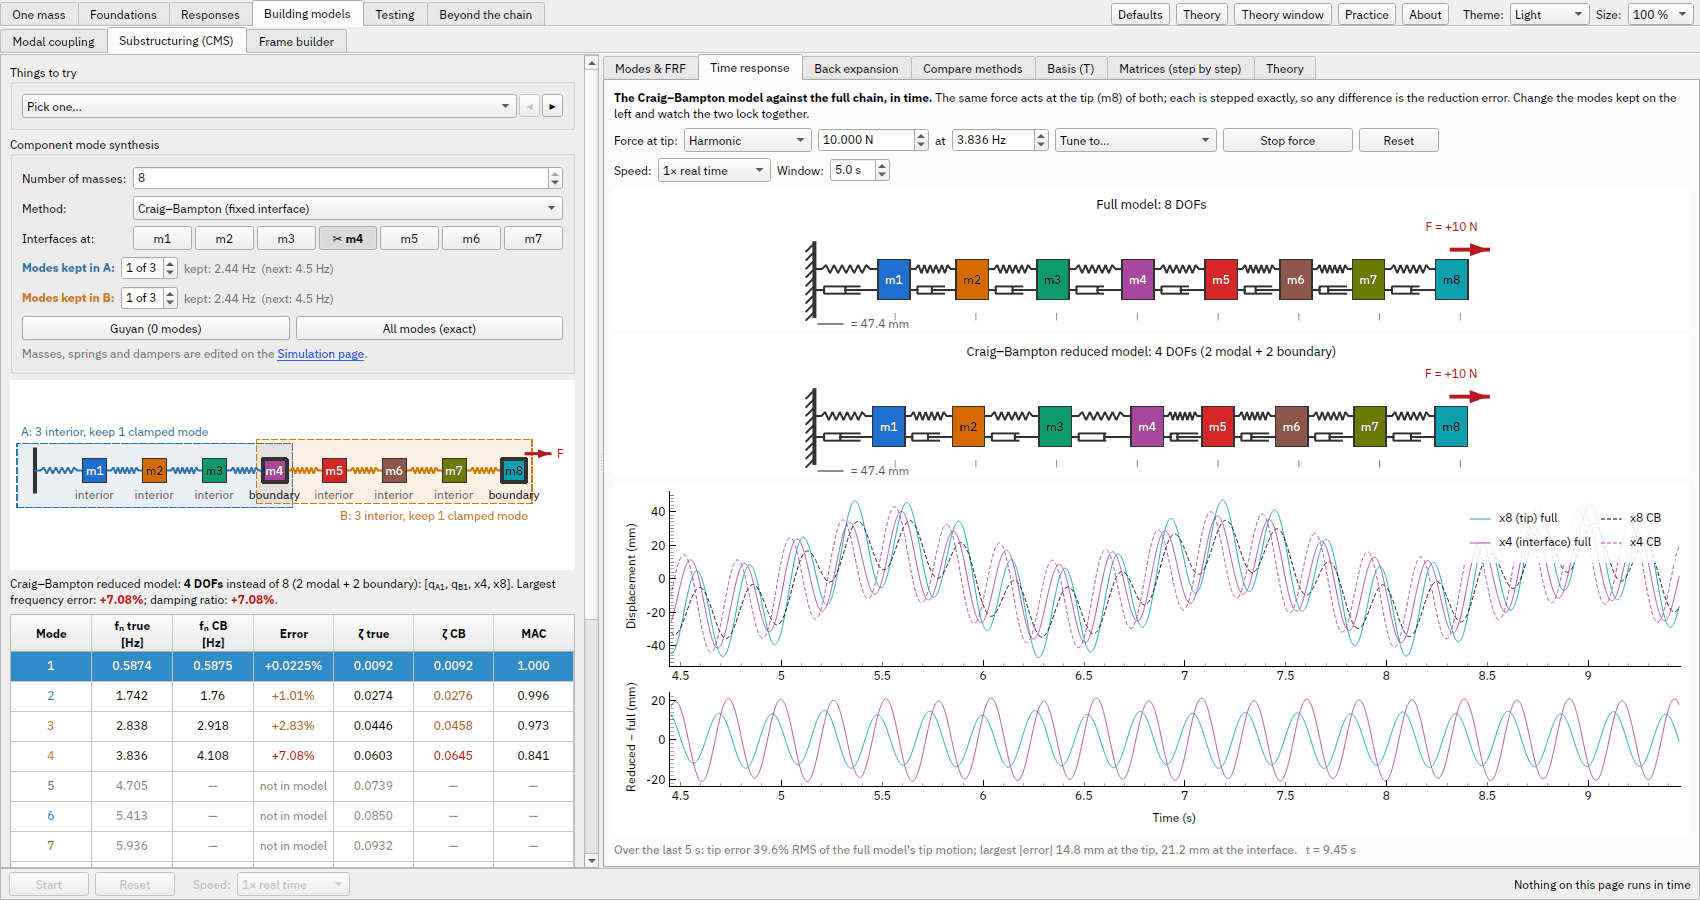 One mass Foundations Responses Building models Testing Beyond the chain Defaults Theory Theory window Practice About Theme: Light Size: 100 %
Modal coupling Substructuring (CMS) Frame builder
Things to try
Pick one...
Component mode synthesis
Number of masses: 8
Method: Craig–Bampton (fixed interface)
Interfaces at: m1 m2 m3 ✂ m4 m5 m6 m7
Modes kept in A: 1 of 3 kept: 2.44 Hz (next: 4.5 Hz)
Modes kept in B: 1 of 3 kept: 2.44 Hz (next: 4.5 Hz)
Guyan (0 modes) All modes (exact)
Masses, springs and dampers are edited on the Simulation page.
A: 3 interior, keep 1 clamped mode
F
m1 m2 m3 m4 m5 m6 m7 m8
interior interior interior boundary interior interior interior boundary
B: 3 interior, keep 1 clamped mode
Craig–Bampton reduced model: 4 DOFs instead of 8 (2 modal + 2 boundary): [qA1, qB1, x4, x8]. Largest
frequency error: +7.08%; damping ratio: +7.08%.
Mode fₙ true [Hz] fₙ CB [Hz] Error ζ true ζ CB MAC
1 0.5874 0.5875 +0.0225% 0.0092 0.0092 1.000
2 1.742 1.76 +1.01% 0.0274 0.0276 0.996
3 2.838 2.918 +2.83% 0.0446 0.0458 0.973
4 3.836 4.108 +7.08% 0.0603 0.0645 0.841
5 4.705 — not in model 0.0739 — —
6 5.413 — not in model 0.0850 — —
7 5.936 — not in model 0.0932 — —
Modes & FRF Time response Back expansion Compare methods Basis (T) Matrices (step by step) Theory
The Craig–Bampton model against the full chain, in time. The same force acts at the tip (m8) of both; each is stepped exactly, so any difference is the reduction error. Change the modes kept on the
left and watch the two lock together.
Force at tip: Harmonic 10.000 N at 3.836 Hz Tune to... Stop force Reset
Speed: 1× real time Window: 5.0 s
Full model: 8 DOFs
F = +10 N
m1 m2 m3 m4 m5 m6 m7 m8
= 47.4 mm
Craig–Bampton reduced model: 4 DOFs (2 modal + 2 boundary)
F = +10 N
m1 m2 m3 m4 m5 m6 m7 m8
= 47.4 mm
Displacement (mm)
40
20
0
-20
-40
x8 (tip) full x8 CB
x4 (interface) full x4 CB
4.5 5 5.5 6 6.5 7 7.5 8 8.5 9
Reduced − full (mm)
20
0
-20
4.5 5 5.5 6 6.5 7 7.5 8 8.5 9
Time (s)
Over the last 5 s: tip error 39.6% RMS of the full model's tip motion; largest |error| 14.8 mm at the tip, 21.2 mm at the interface. t = 9.45 s
Start Reset Speed: 1× real time Nothing on this page runs in time